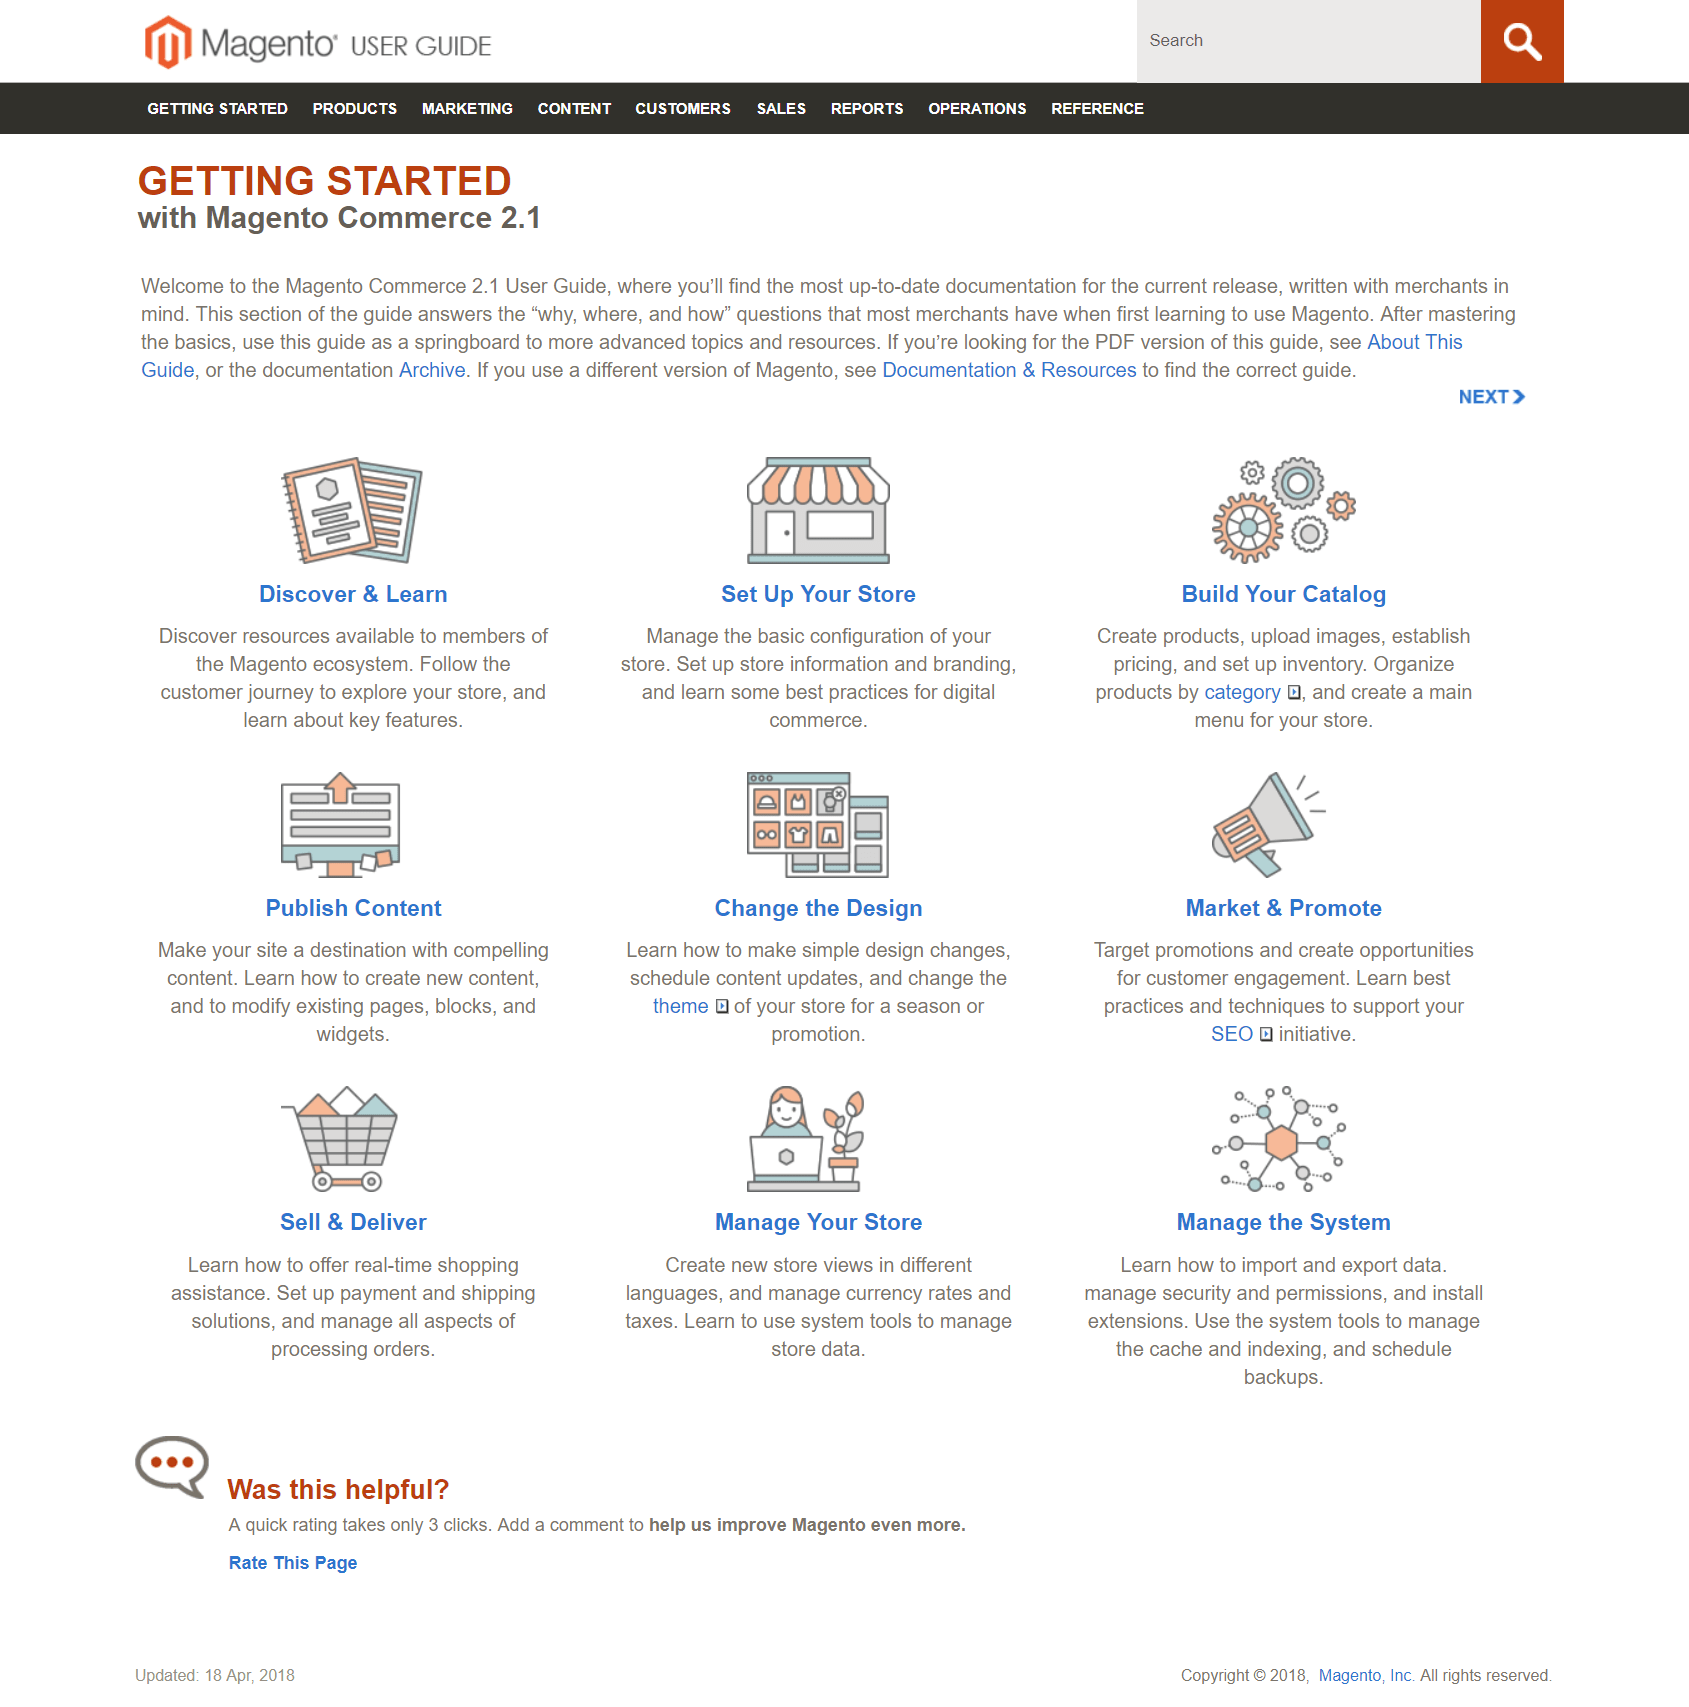 Magento USER GUIDE
Search
GETTING STARTED PRODUCTS MARKETING CONTENT CUSTOMERS SALES REPORTS OPERATIONS REFERENCE
GETTING STARTED
with Magento Commerce 2.1
Welcome to the Magento Commerce 2.1 User Guide, where you’ll find the most up-to-date documentation for the current release, written with merchants in
mind. This section of the guide answers the “why, where, and how” questions that most merchants have when first learning to use Magento. After mastering
the basics, use this guide as a springboard to more advanced topics and resources. If you’re looking for the PDF version of this guide, see About This
Guide, or the documentation Archive. If you use a different version of Magento, see Documentation & Resources to find the correct guide.
NEXT
Discover & Learn
Discover resources available to members of
the Magento ecosystem. Follow the
customer journey to explore your store, and
learn about key features.
Set Up Your Store
Manage the basic configuration of your
store. Set up store information and branding,
and learn some best practices for digital
commerce.
Build Your Catalog
Create products, upload images, establish
pricing, and set up inventory. Organize
products by category, and create a main
menu for your store.
Publish Content
Make your site a destination with compelling
content. Learn how to create new content,
and to modify existing pages, blocks, and
widgets.
Change the Design
Learn how to make simple design changes,
schedule content updates, and change the
theme of your store for a season or
promotion.
Market & Promote
Target promotions and create opportunities
for customer engagement. Learn best
practices and techniques to support your
SEO initiative.
Sell & Deliver
Learn how to offer real-time shopping
assistance. Set up payment and shipping
solutions, and manage all aspects of
processing orders.
Manage Your Store
Create new store views in different
languages, and manage currency rates and
taxes. Learn to use system tools to manage
store data.
Manage the System
Learn how to import and export data.
manage security and permissions, and install
extensions. Use the system tools to manage
the cache and indexing, and schedule
backups.
Was this helpful?
A quick rating takes only 3 clicks. Add a comment to help us improve Magento even more.
Rate This Page
Updated: 18 Apr, 2018
Copyright © 2018, Magento, Inc. All rights reserved.